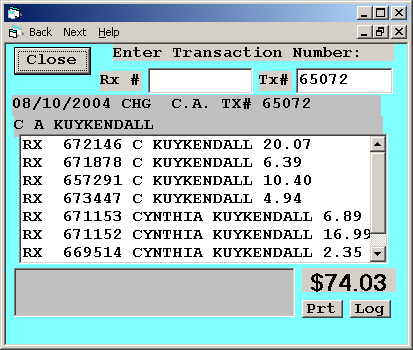 Back Next Help
Close
Enter Transaction Number:
Rx # Tx# 65072
08/10/2004 CHG C.A. TX# 65072
C A KUYKENDALL
RX 672146 C KUYKENDALL 20.07
RX 671878 C KUYKENDALL 6.39
RX 657291 C KUYKENDALL 10.40
RX 673447 C KUYKENDALL 4.94
RX 671153 CYNTHIA KUYKENDALL 6.89
RX 671152 CYNTHIA KUYKENDALL 16.99
RX 669514 CYNTHIA KUYKENDALL 2.35
$74.03
Prt Log